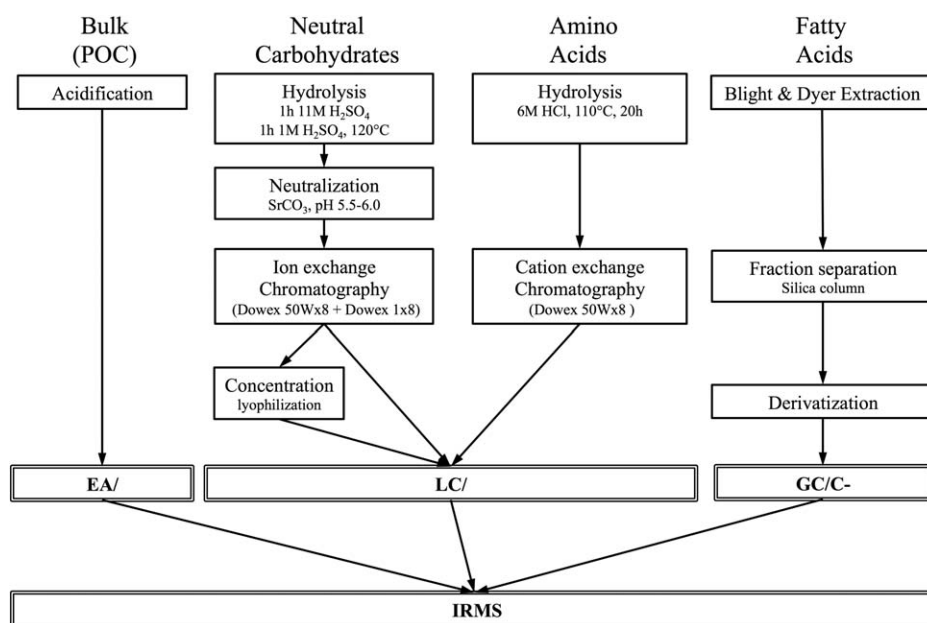 Bulk
(POC)
Acidification
EA/
Neutral
Carbohydrates
Hydrolysis
1h 11M H₂SO₄
1h 1M H₂SO₄, 120°C
Neutralization
SrCO₃, pH 5.5-6.0
Ion exchange
Chromatography
(Dowex 50Wx8 + Dowex 1x8)
Concentration
lyophilization
Amino
Acids
Hydrolysis
6M HCl, 110°C, 20h
Cation exchange
Chromatography
(Dowex 50Wx8 )
LC/
Fatty
Acids
Blight & Dyer Extraction
Fraction separation
Silica column
Derivatization
GC/C-
IRMS